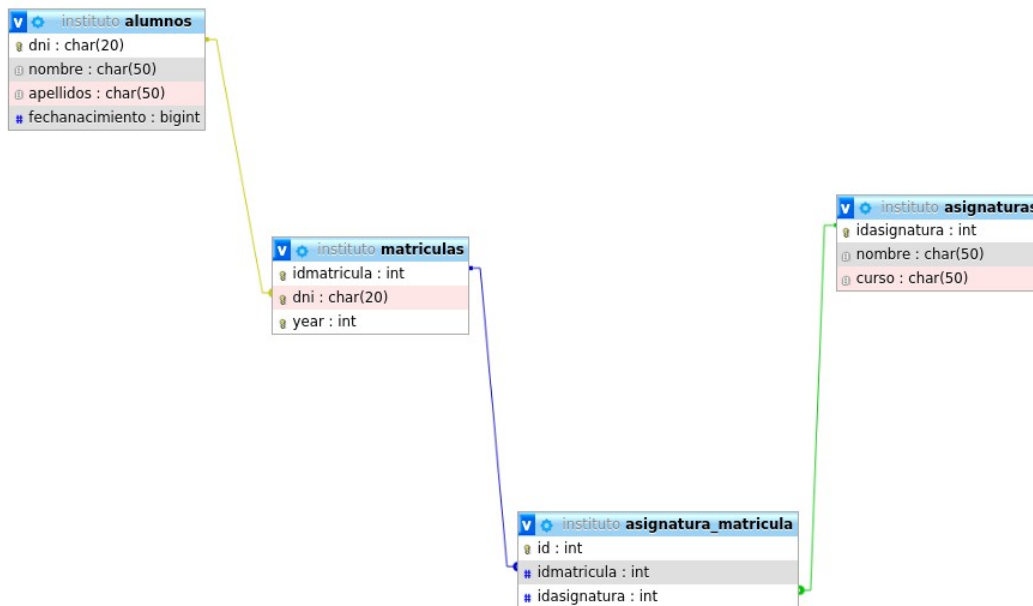 instituto alumnos
dni : char(20)
nombre : char(50)
apellidos : char(50)
# fechanacimiento : bigint
instituto matriculas
idmatricula : int
dni : char(20)
year : int
instituto asignaturas
idasignatura : int
nombre : char(50)
curso : char(50)
instituto asignatura_matricula
id : int
# idmatricula : int
# idasignatura : int